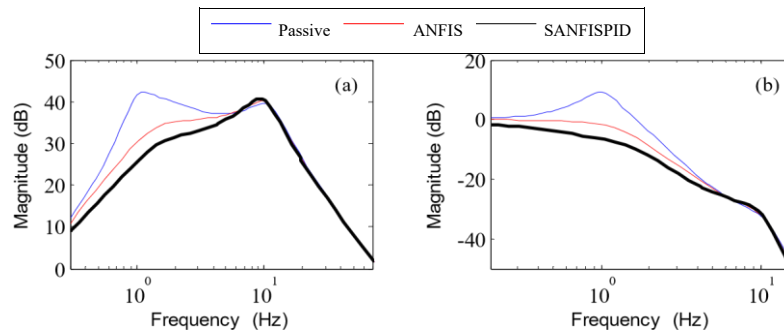 Passive ANFIS SANFISPID
(a)
Magnitude (dB)
50
40
30
20
10
0
10^0 10^1
Frequency (Hz)
(b)
Magnitude (dB)
20
0
-20
-40
10^0 10^1
Frequency (Hz)